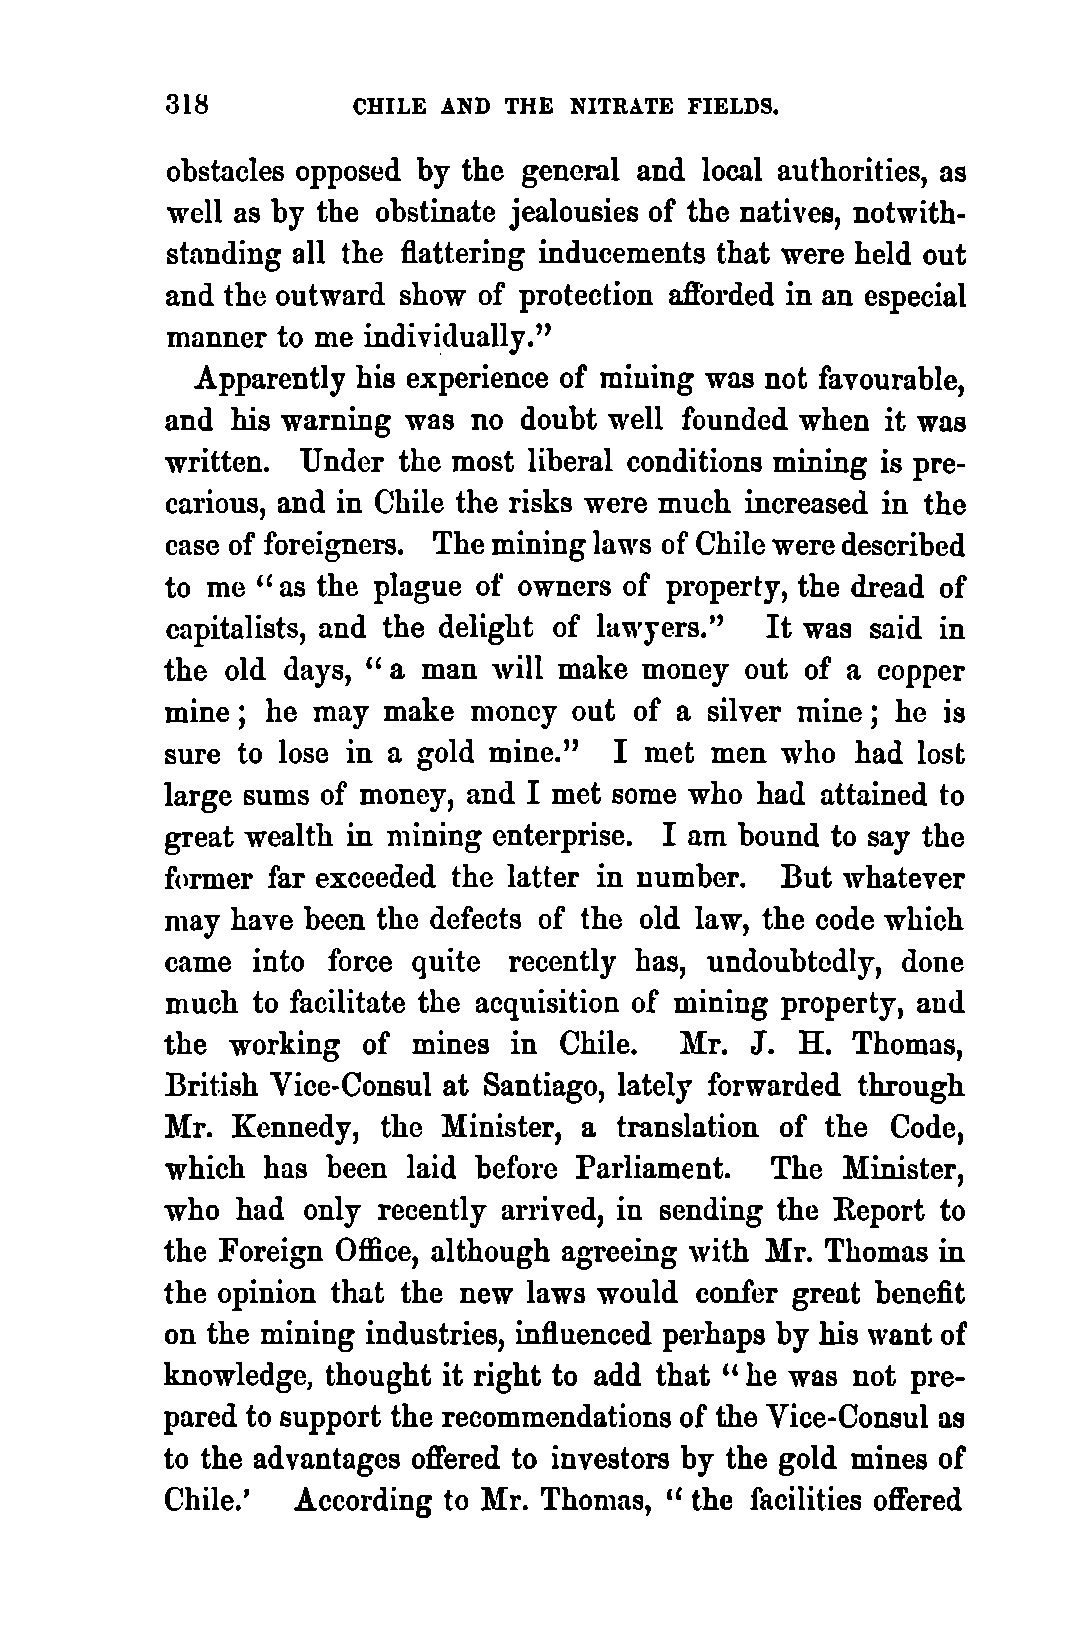 318 CHILE AND THE NITRATE FIELDS.
obstacles opposed by the general and local authorities, as
well as by the obstinate jealousies of the natives, notwith-
standing all the flattering inducements that were held out
and the outward show of protection afforded in an especial
manner to me individually."
Apparently his experience of mining was not favourable,
and his warning was no doubt well founded when it was
written. Under the most liberal conditions mining is pre-
carious, and in Chile the risks were much increased in the
case of foreigners. The mining laws of Chile were described
to me "as the plague of owners of property, the dread of
capitalists, and the delight of lawyers." It was said in
the old days, "a man will make money out of a copper
mine; he may make money out of a silver mine; he is
sure to lose in a gold mine." I met men who had lost
large sums of money, and I met some who had attained to
great wealth in mining enterprise. I am bound to say the
former far exceeded the latter in number. But whatever
may have been the defects of the old law, the code which
came into force quite recently has, undoubtedly, done
much to facilitate the acquisition of mining property, and
the working of mines in Chile. Mr. J. H. Thomas,
British Vice-Consul at Santiago, lately forwarded through
Mr. Kennedy, the Minister, a translation of the Code,
which has been laid before Parliament. The Minister,
who had only recently arrived, in sending the Report to
the Foreign Office, although agreeing with Mr. Thomas in
the opinion that the new laws would confer great benefit
on the mining industries, influenced perhaps by his want of
knowledge, thought it right to add that "he was not pre-
pared to support the recommendations of the Vice-Consul as
to the advantages offered to investors by the gold mines of
Chile.' According to Mr. Thomas, "the facilities offered